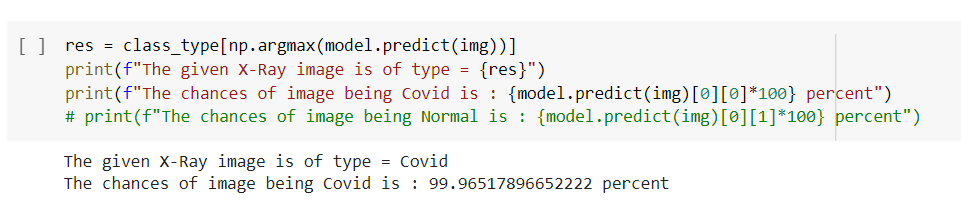 [ ] res = class_type[np.argmax(model.predict(img))]
print(f"The given X-Ray image is of type = {res}")
print(f"The chances of image being Covid is : {model.predict(img)[0][0]*100} percent")
# print(f"The chances of image being Normal is : {model.predict(img)[0][1]*100} percent")
The given X-Ray image is of type = Covid
The chances of image being Covid is : 99.96517896652222 percent